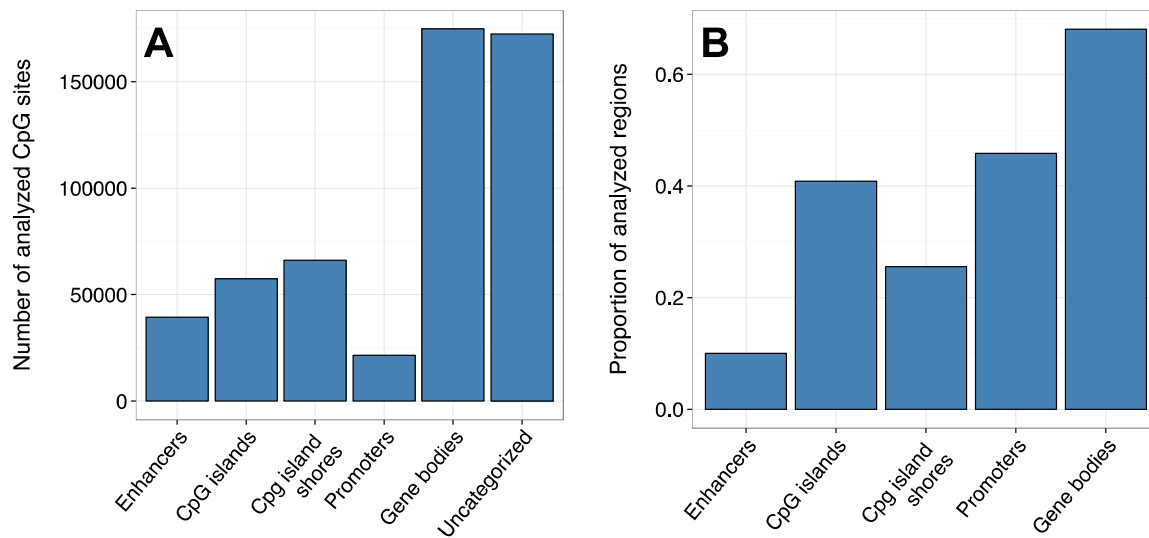 A
Number of analyzed CpG sites
150000
100000
50000
0
Enhancers
CpG islands
Cpg island
shores
Promoters
Gene bodies
Uncategorized
B
Proportion of analyzed regions
0.6
0.4
0.2
0.0
Enhancers
CpG islands
Cpg island
shores
Promoters
Gene bodies